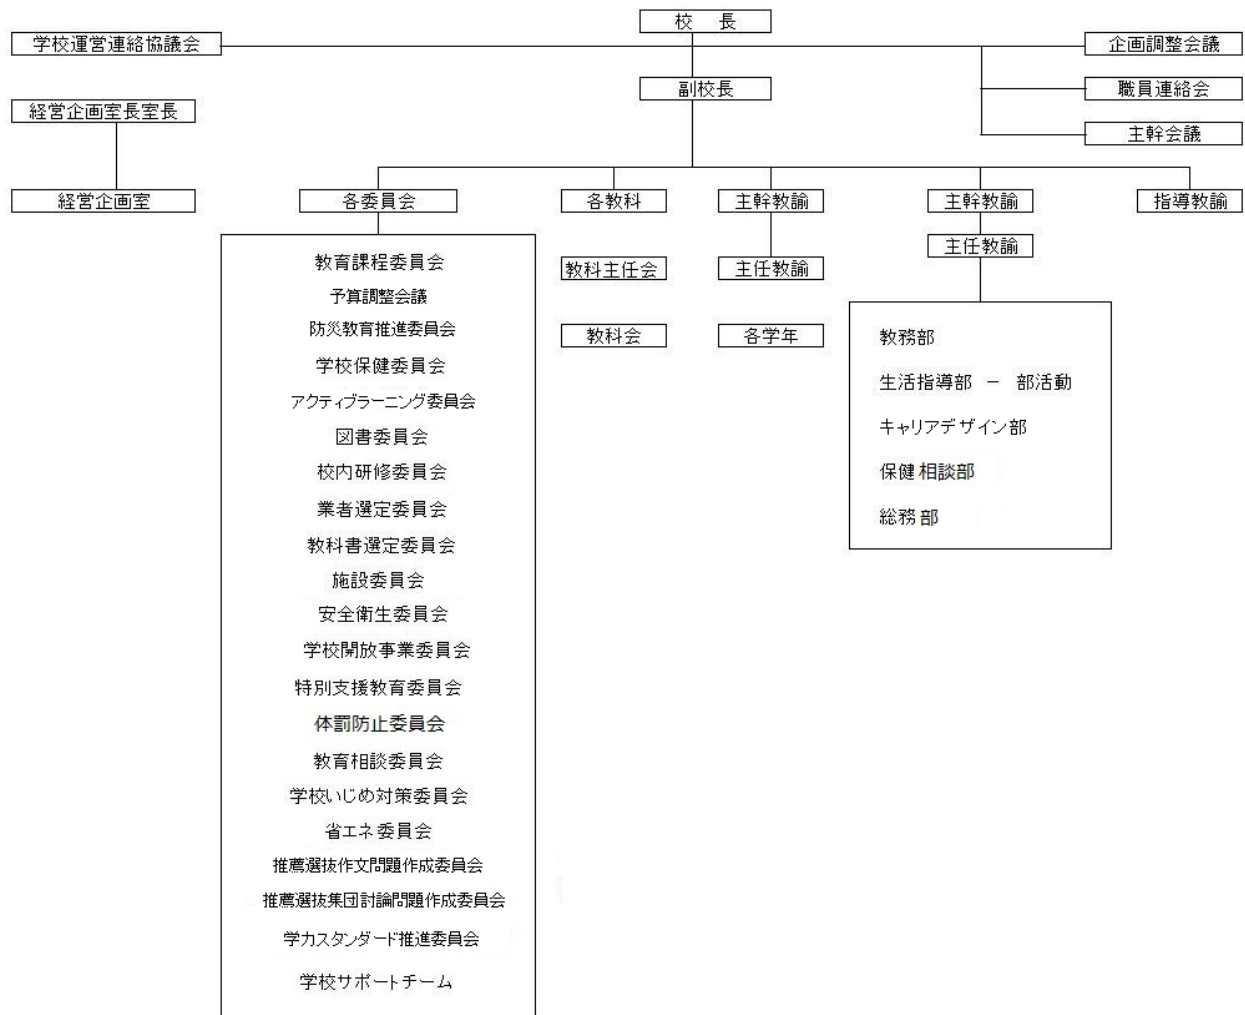 校　長
学校運営連絡協議会
企画調整会議
副校長
職員連絡会
経営企画室長室長
主幹会議
経営企画室
各委員会
各教科
主幹教諭
主幹教諭
指導教諭
教科主任会
主任教諭
主任教諭
教科会
各学年
教育課程委員会
予算調整会議
防災教育推進委員会
学校保健委員会
アクティブラーニング委員会
図書委員会
校内研修委員会
業者選定委員会
教科書選定委員会
施設委員会
安全衛生委員会
学校開放事業委員会
特別支援教育委員会
体罰防止委員会
教育相談委員会
学校いじめ対策委員会
省エネ委員会
推薦選抜作文問題作成委員会
推薦選抜集団討論問題作成委員会
学力スタンダード推進委員会
学校サポートチーム
教務部
生活指導部　－　部活動
キャリアデザイン部
保健相談部
総務部